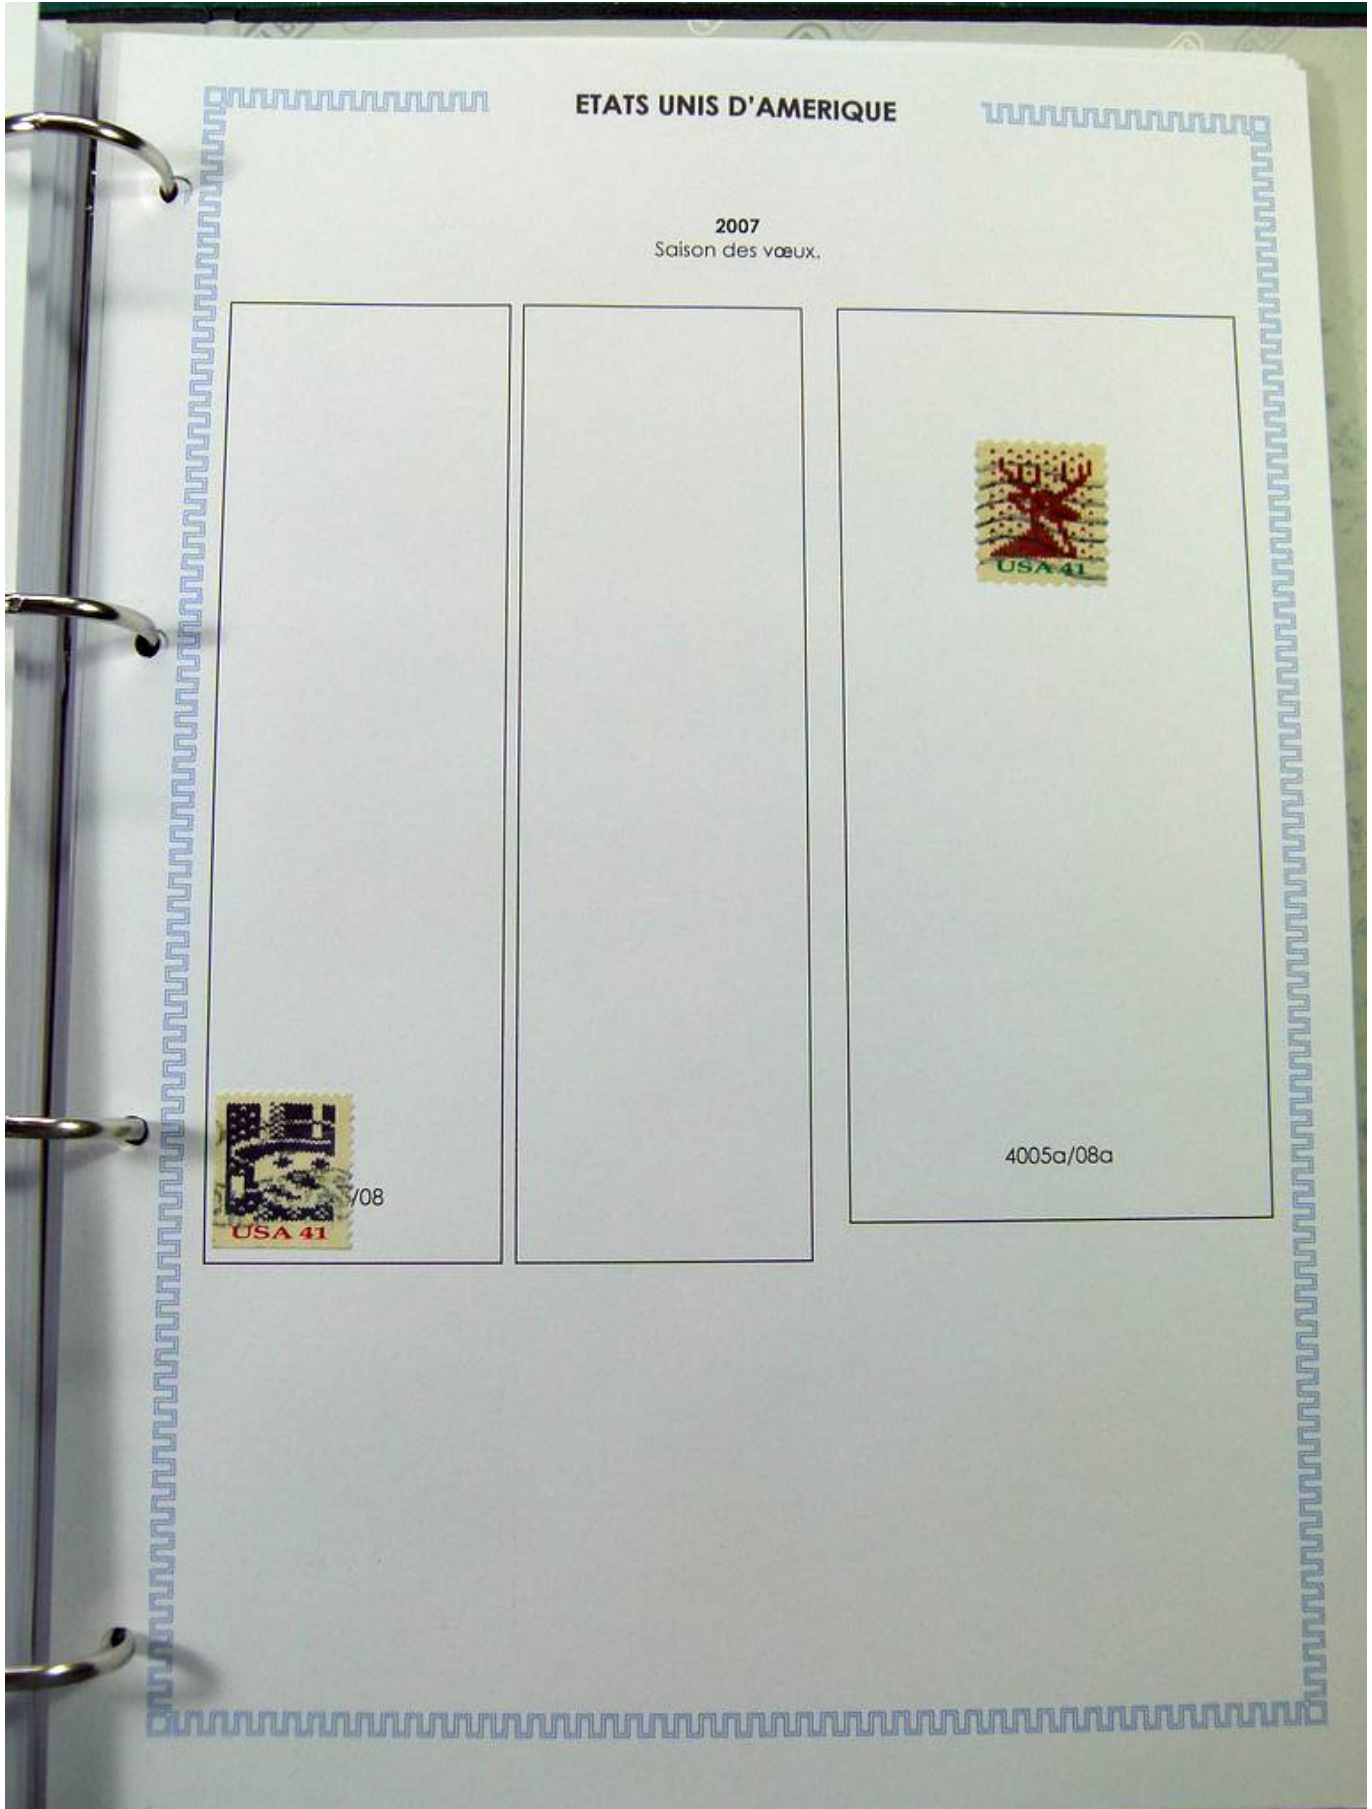 ETATS UNIS D'AMERIQUE
2007
Saison des vœux.
USA 41
4005a/08a
/08
USA 41